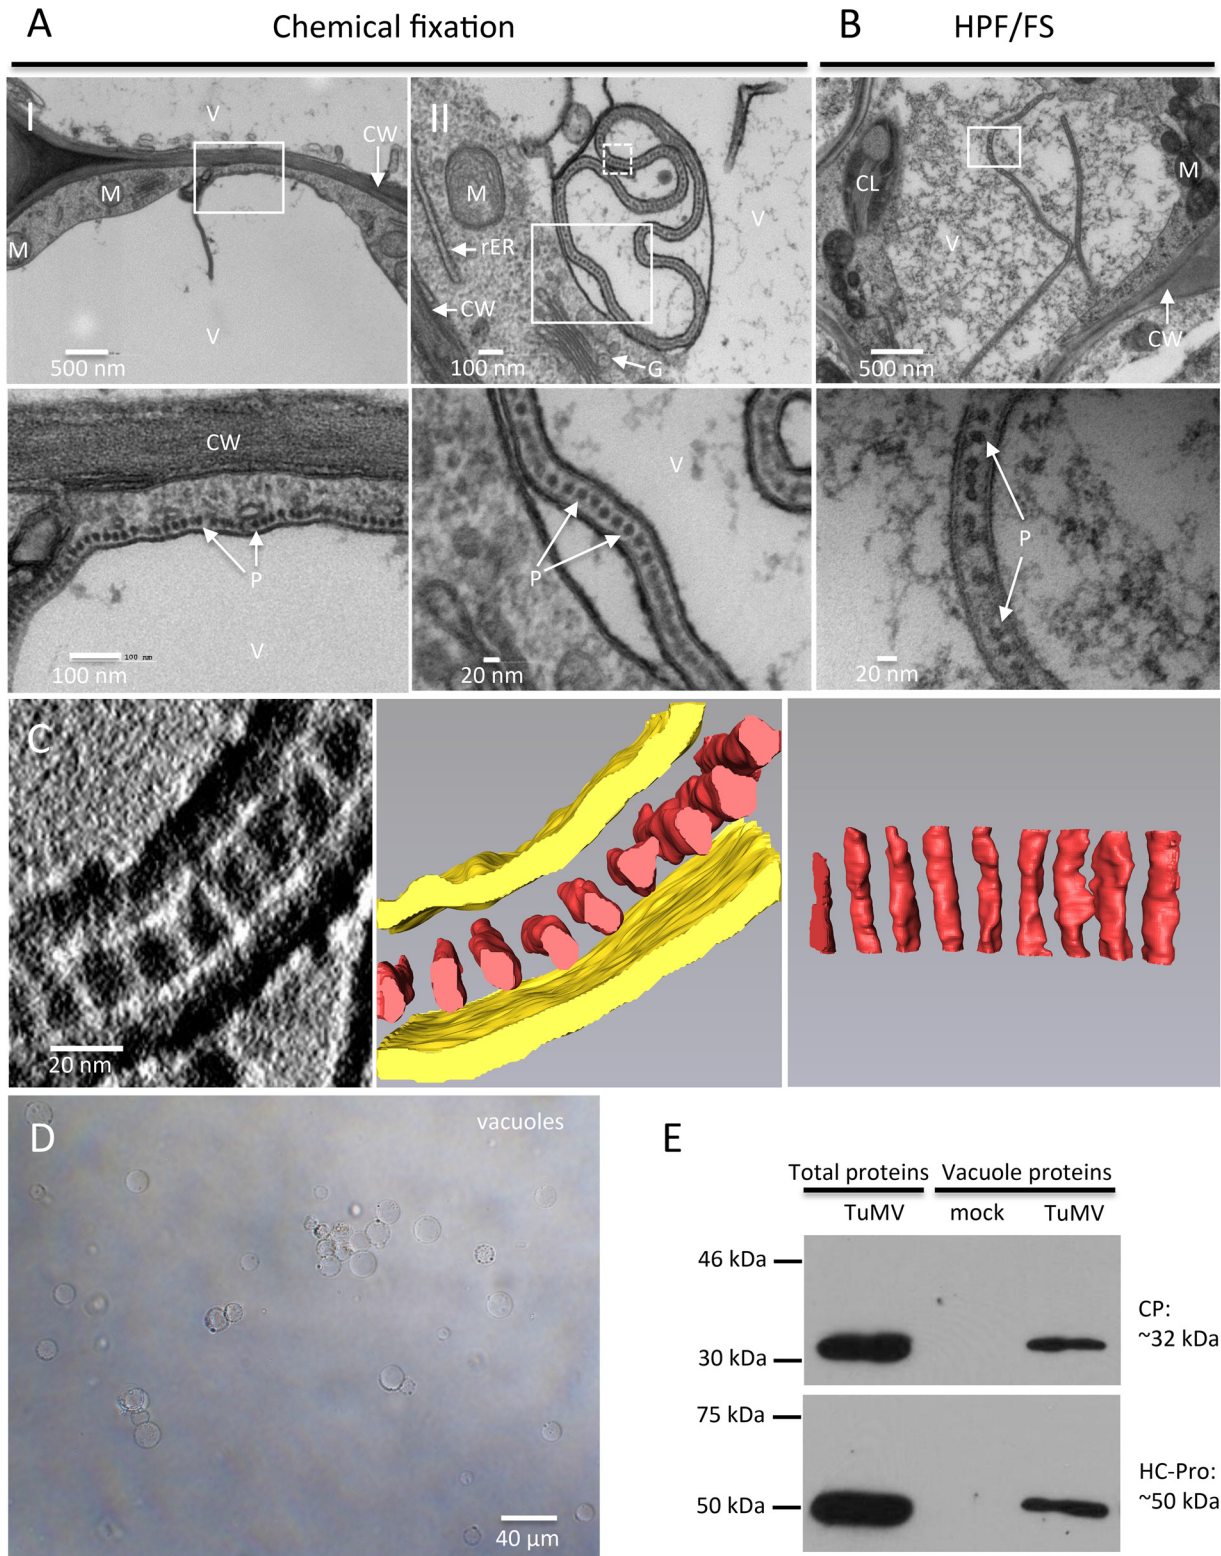 A
Chemical fixation
B
HPF/FS
I
V
CW
M
M
V
500 nm
II
M
rER
CW
V
G
100 nm
CL
M
V
CW
500 nm
CW
P
V
100 nm
100 nm
V
P
20 nm
P
20 nm
C
20 nm
D
vacuoles
40 µm
E
Total proteins
Vacuole proteins
TuMV
mock
TuMV
46 kDa
30 kDa
CP:
~32 kDa
75 kDa
50 kDa
HC-Pro:
~50 kDa